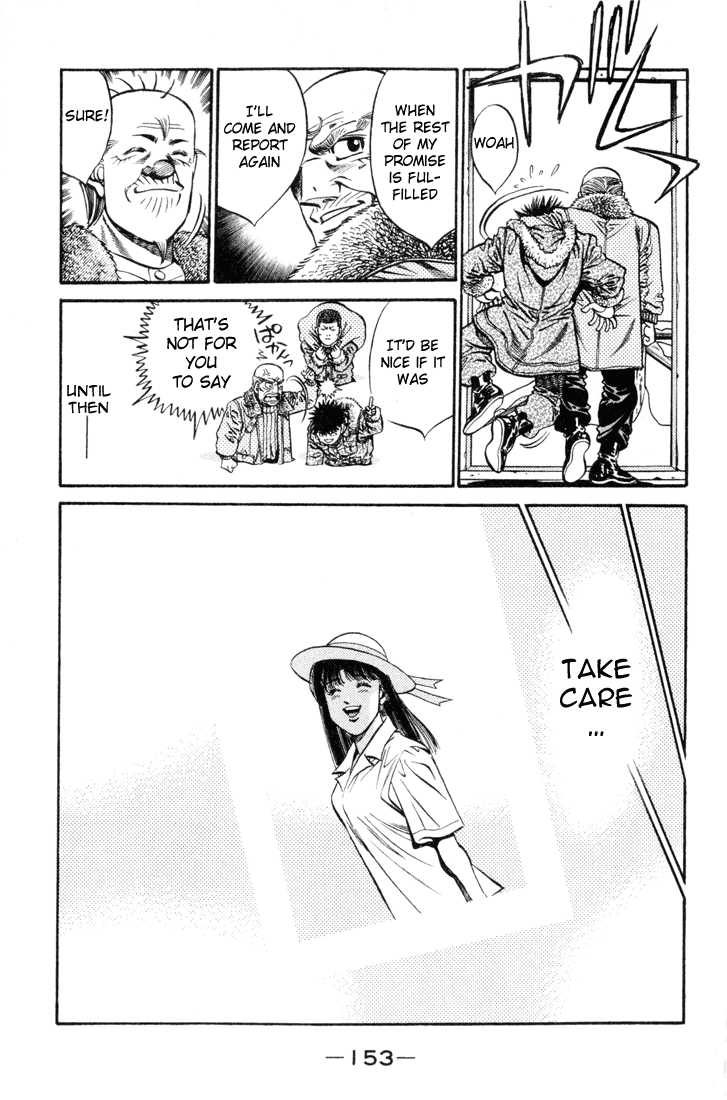 WOAH
WHEN
THE REST
OF MY
PROMISE
IS FUL-
FILLED
I'LL
COME AND
REPORT
AGAIN
SURE!
IT'D BE
NICE IF IT
WAS
THAT'S
NOT FOR
YOU
TO SAY
UNTIL
THEN
TAKE
CARE
...
—153—